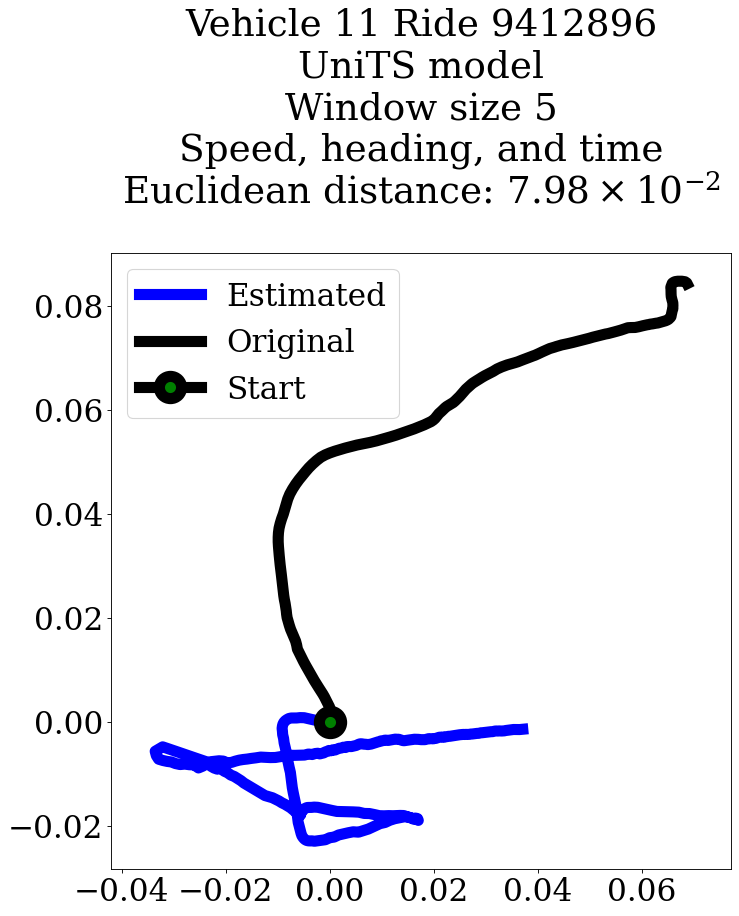 Vehicle 11 Ride 9412896
UniTS model
Window size 5
Speed, heading, and time
Euclidean distance: 7.98 × 10⁻²
Estimated
Original
Start
0.08
0.06
0.04
0.02
0.00
−0.02
−0.04 −0.02 0.00 0.02 0.04 0.06